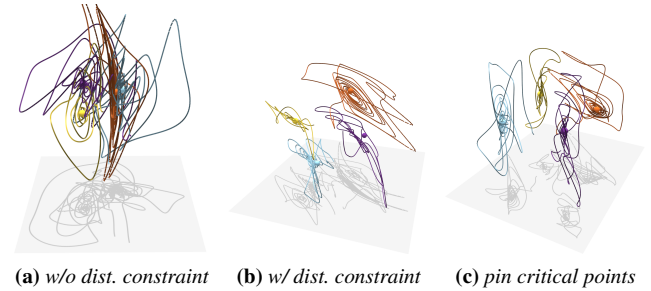 (a) w/o dist. constraint (b) w/ dist. constraint (c) pin critical points